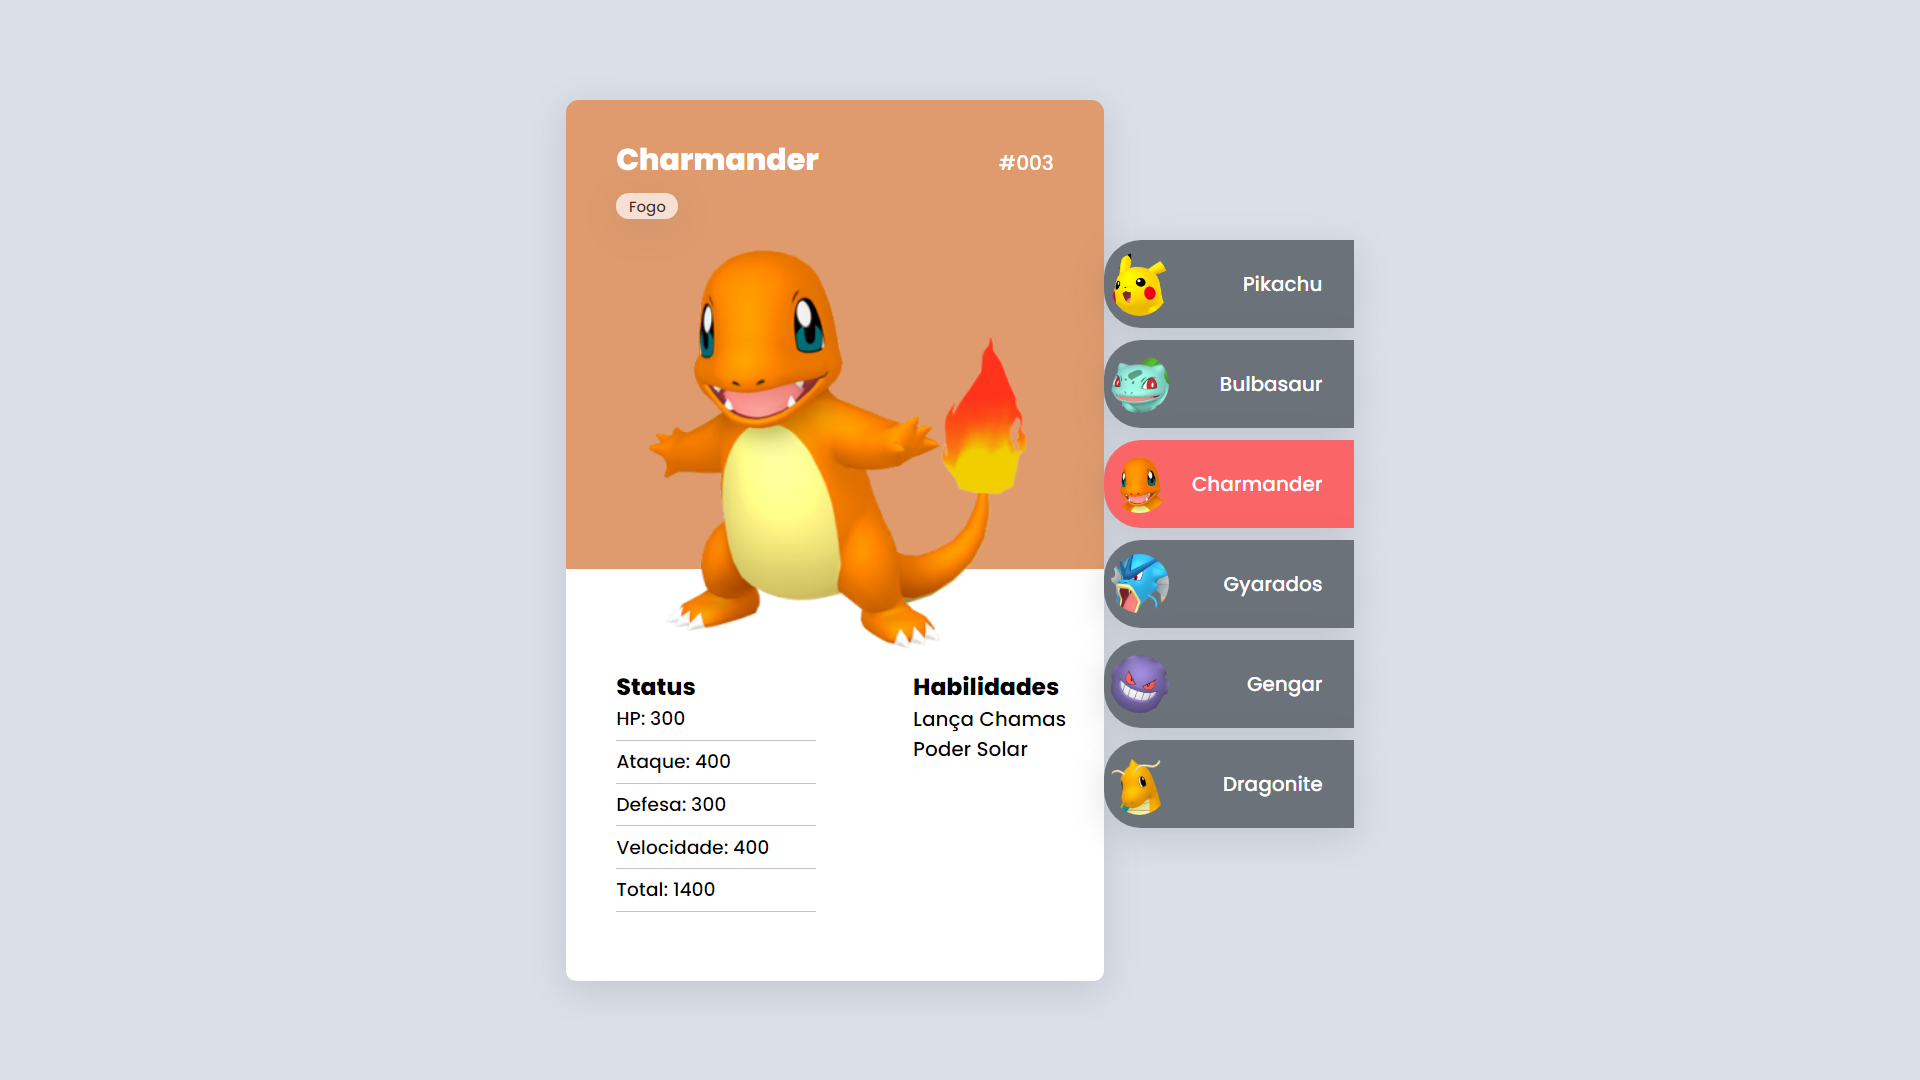 Charmander
#003
Fogo
Status
HP: 300
Ataque: 400
Defesa: 300
Velocidade: 400
Total: 1400
Habilidades
Lança Chamas
Poder Solar
Pikachu
Bulbasaur
Charmander
Gyarados
Gengar
Dragonite